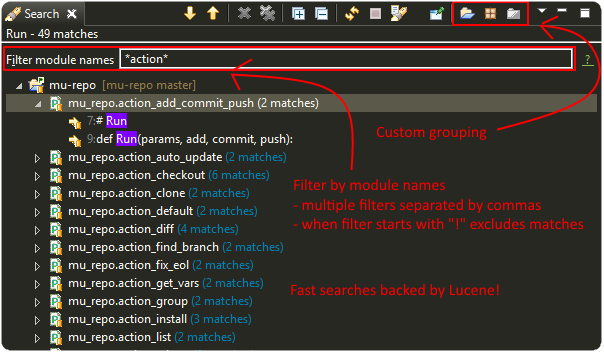 Search
Run - 49 matches
Filter module names
*action*
?
mu-repo [mu-repo master]
mu_repo.action_add_commit_push (2 matches)
7:# Run
9:def Run(params, add, commit, push):
mu_repo.action_auto_update (2 matches)
mu_repo.action_checkout (6 matches)
mu_repo.action_clone (2 matches)
mu_repo.action_default (2 matches)
mu_repo.action_diff (4 matches)
mu_repo.action_find_branch (2 matches)
mu_repo.action_fix_eol (2 matches)
mu_repo.action_get_vars (2 matches)
mu_repo.action_group (2 matches)
mu_repo.action_install (3 matches)
mu_repo.action_list (2 matches)
Custom grouping
Filter by module names
- multiple filters separated by commas
- when filter starts with "!" excludes matches
Fast searches backed by Lucene!